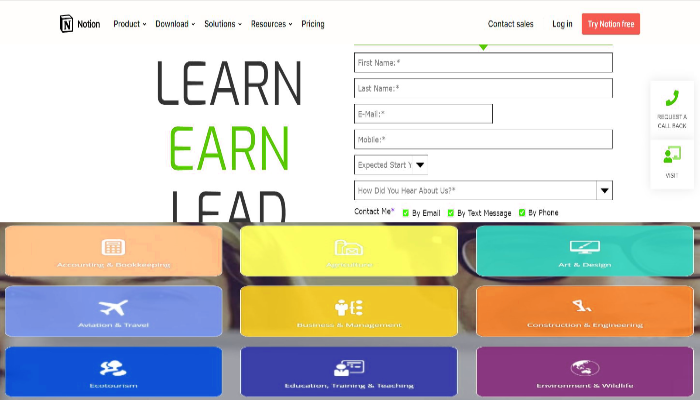 Notion
Product
Download
Solutions
Resources
Pricing
Contact sales
Log in
Try Notion free
LEARN
EARN
LEAD
First Name:*
Last Name:*
E-Mail:*
Mobile:*
Expected Start Y
How Did You Hear About Us?*
Contact Me*
By Email
By Text Message
By Phone
REQUEST A
CALL BACK
VISIT
Accounting & Bookkeeping
Art & Design
Aviation & Travel
Business & Management
Construction & Engineering
Ecotourism
Education, Training & Teaching
Environment & Wildlife